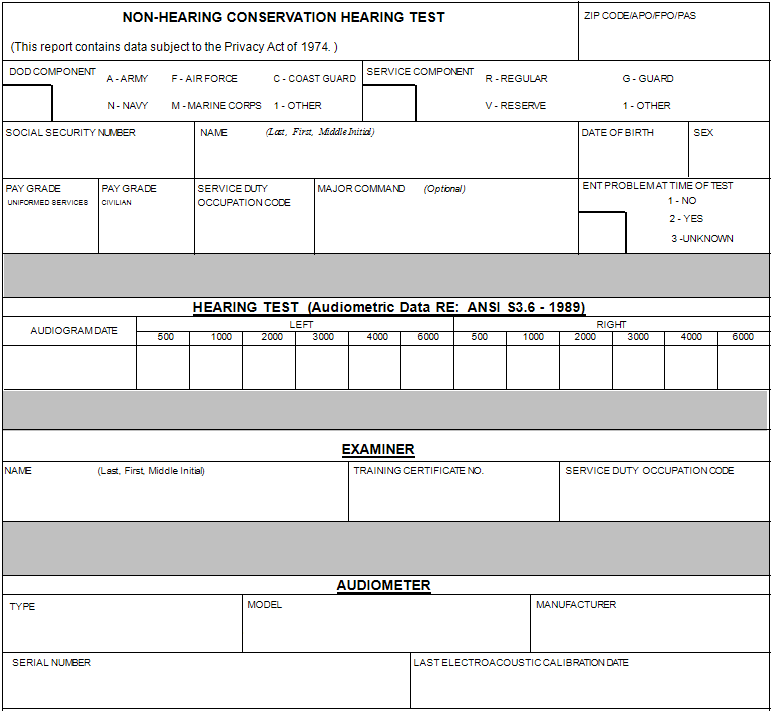 NON-HEARING CONSERVATION HEARING TEST
ZIP CODE/APO/FPO/PAS
(This report contains data subject to the Privacy Act of 1974. )
DOD COMPONENT A - ARMY F - AIR FORCE C - COAST GUARD SERVICE COMPONENT R - REGULAR G - GUARD
N - NAVY M - MARINE CORPS 1 - OTHER V - RESERVE 1 - OTHER
SOCIAL SECURITY NUMBER NAME (Last, First, Middle Initial) DATE OF BIRTH SEX
PAY GRADE PAY GRADE SERVICE DUTY MAJOR COMMAND (Optional) ENT PROBLEM AT TIME OF TEST
UNIFORMED SERVICES CIVILIAN OCCUPATION CODE 1 - NO
2 - YES
3 -UNKNOWN
HEARING TEST (Audiometric Data RE: ANSI S3.6 - 1989)
AUDIOGRAM DATE LEFT RIGHT
500 1000 2000 3000 4000 6000 500 1000 2000 3000 4000 6000
EXAMINER
NAME (Last, First, Middle Initial) TRAINING CERTIFICATE NO. SERVICE DUTY OCCUPATION CODE
AUDIOMETER
TYPE MODEL MANUFACTURER
SERIAL NUMBER LAST ELECTROACOUSTIC CALIBRATION DATE